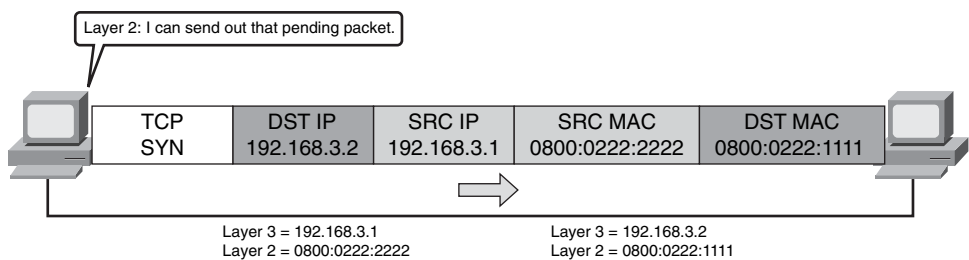 Layer 2: I can send out that pending packet.
TCP
SYN
DST IP
192.168.3.2
SRC IP
192.168.3.1
SRC MAC
0800:0222:2222
DST MAC
0800:0222:1111
Layer 3 = 192.168.3.1
Layer 2 = 0800:0222:2222
Layer 3 = 192.168.3.2
Layer 2 = 0800:0222:1111